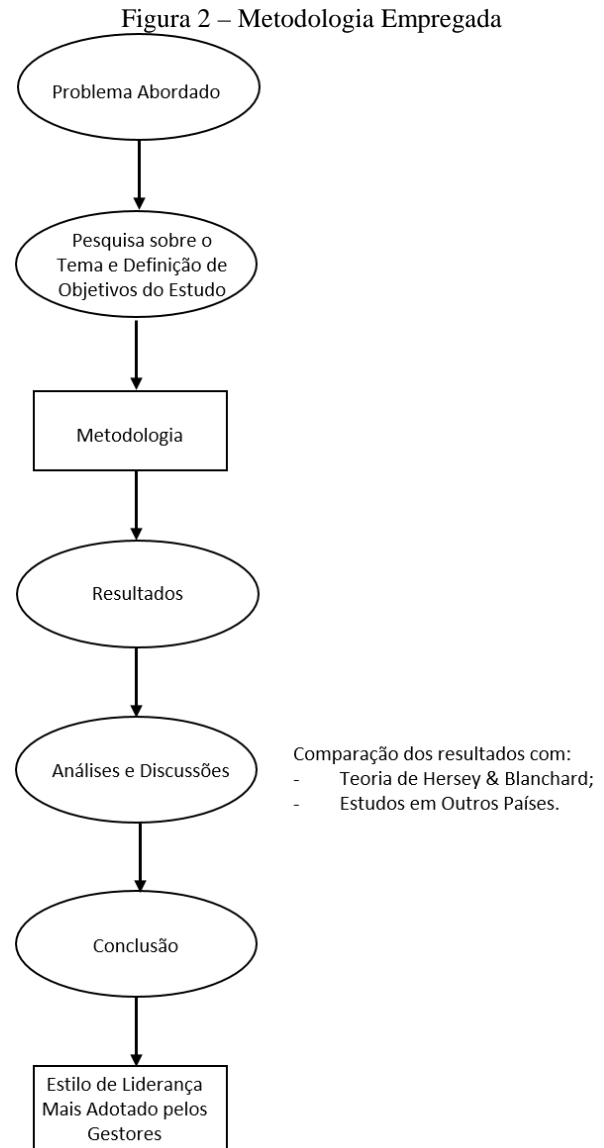 Figura 2 – Metodologia Empregada
Problema Abordado
Pesquisa sobre o
Tema e Definição de
Objetivos do Estudo
Metodologia
Resultados
Análises e Discussões
Comparação dos resultados com:
- Teoria de Hersey & Blanchard;
- Estudos em Outros Países.
Conclusão
Estilo de Liderança
Mais Adotado pelos
Gestores